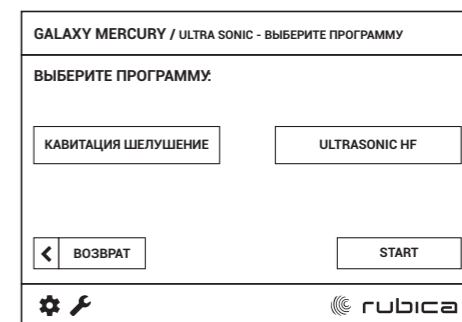 GALAXY MERCURY / ULTRA SONIC - ВЫБЕРИТЕ ПРОГРАММУ
ВЫБЕРИТЕ ПРОГРАММУ:
КАВИТАЦИЯ ШЕЛУШЕНИЕ
ULTRASONIC HF
ВОЗВРАТ
START
rubica